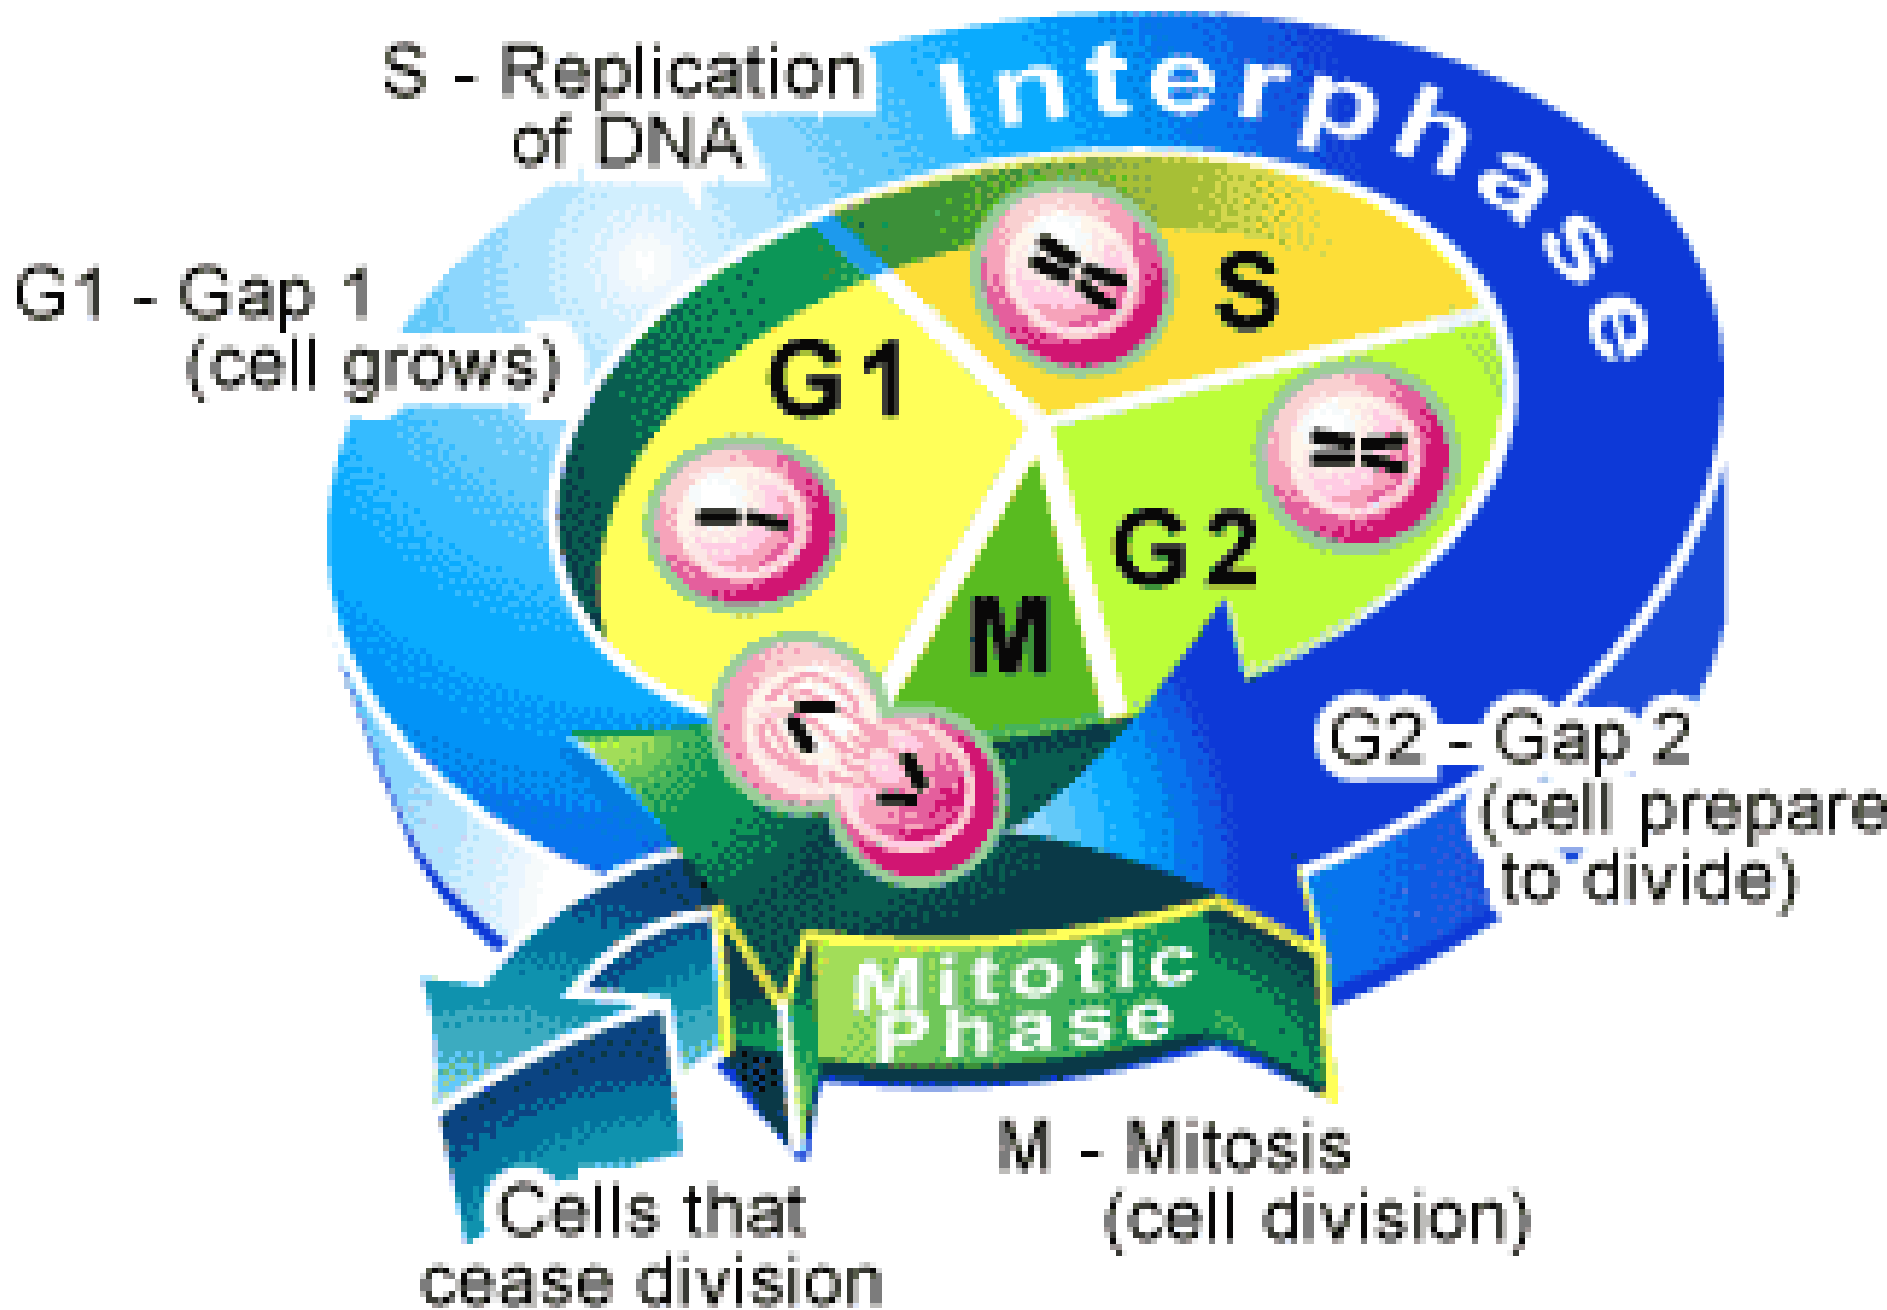 S - Replication
of DNA
Interphase
G1 - Gap 1
(cell grows)
S
G1
G2
M
G2 - Gap 2
(cell prepare
to divide)
Mitotic
Phase
M - Mitosis
(cell division)
Cells that
cease division